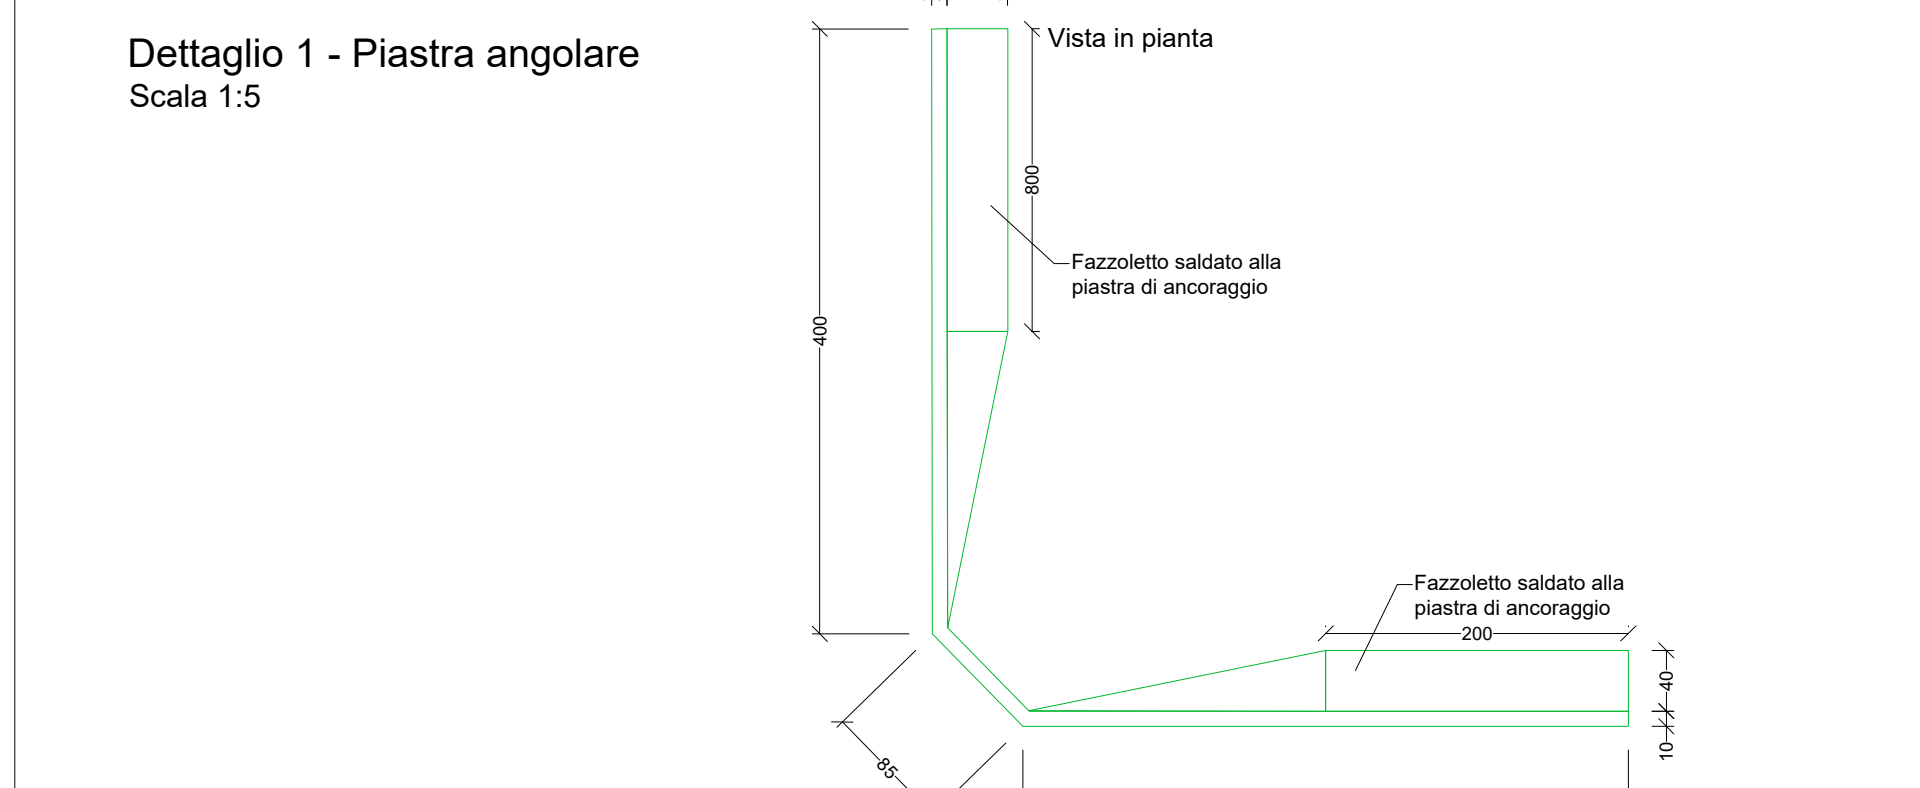 Dettaglio 1 - Piastra angolare
Scala 1:5
Vista in pianta
800
Fazzoletto saldato alla
piastra di ancoraggio
400
Fazzoletto saldato alla
piastra di ancoraggio
200
40
10
85